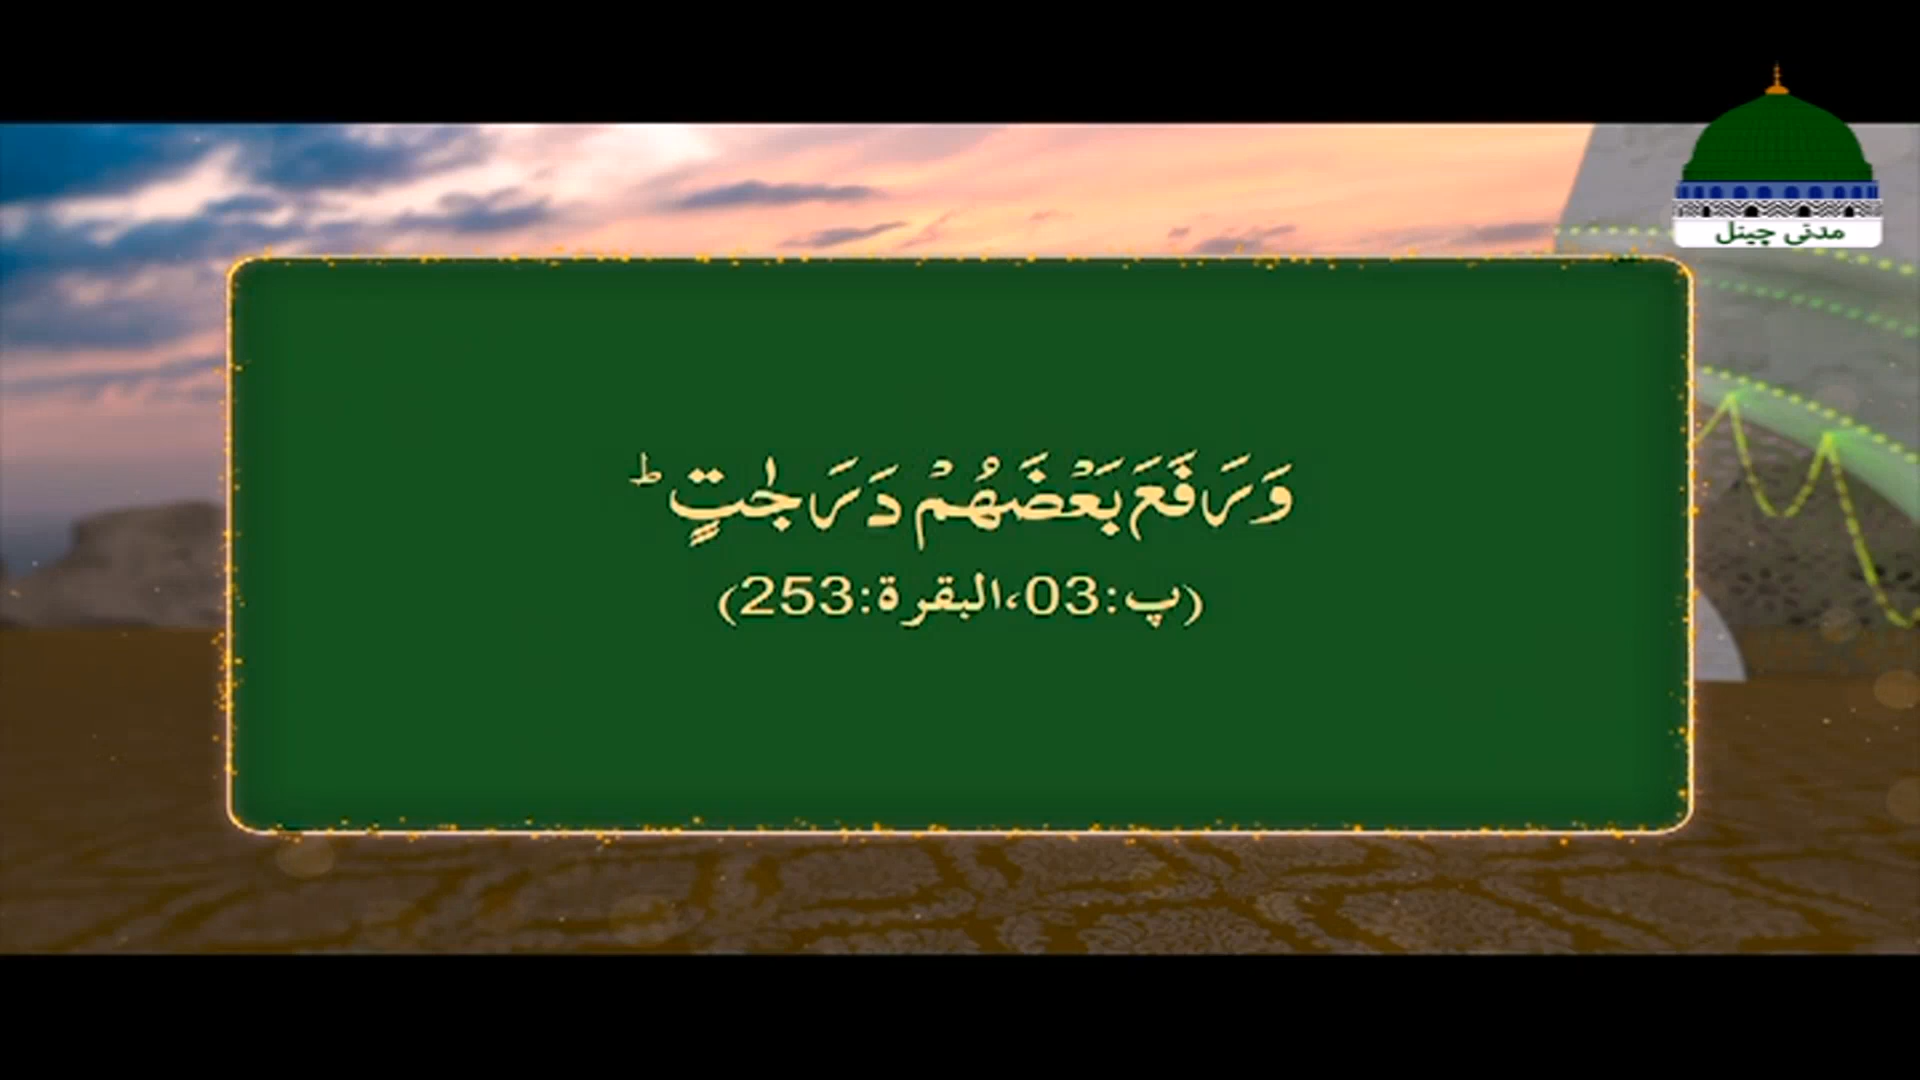 مدنی چینل
وَرَفَعَ بَعْضَهُمْ دَرَجٰتٍ ؕ
(پ:03،البقرة:253)